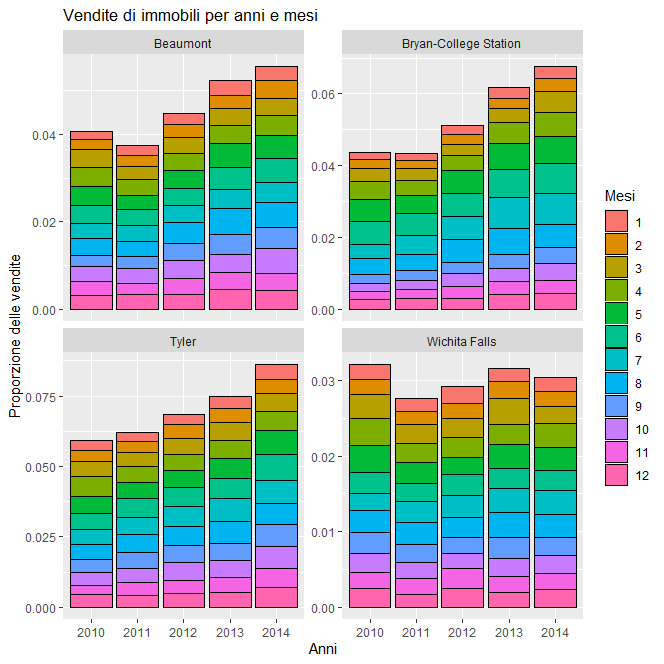 Vendite di immobili per anni e mesi
Beaumont
Bryan-College Station
0.04
0.02
0.00
0.06
0.04
0.02
0.00
Tyler
Wichita Falls
0.075
0.050
0.025
0.000
0.03
0.02
0.01
0.00
2010 2011 2012 2013 2014
2010 2011 2012 2013 2014
Anni
Proporzione delle vendite
Mesi
1
2
3
4
5
6
7
8
9
10
11
12